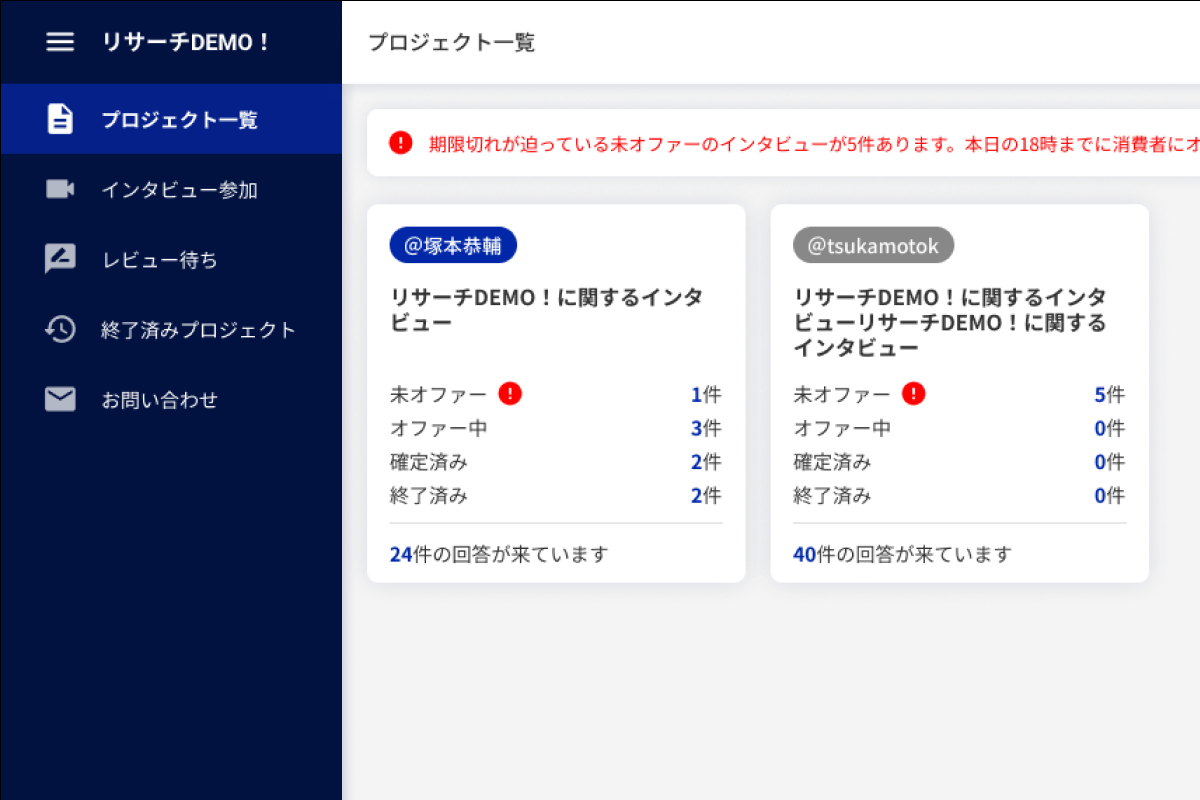 リサーチDEMO！
プロジェクト一覧
インタビュー参加
レビュー待ち
終了済みプロジェクト
お問い合わせ
プロジェクト一覧
期限切れが迫っている未オファーのインタビューが5件あります。本日の18時までに消費者にオ
@塚本恭輔
リサーチDEMO！に関するインタ
ビュー
未オファー 1件
オファー中 3件
確定済み 2件
終了済み 2件
24件の回答が来ています
@tsukamotok
リサーチDEMO！に関するインタ
ビューリサーチDEMO！に関する
インタビュー
未オファー 5件
オファー中 0件
確定済み 0件
終了済み 0件
40件の回答が来ています